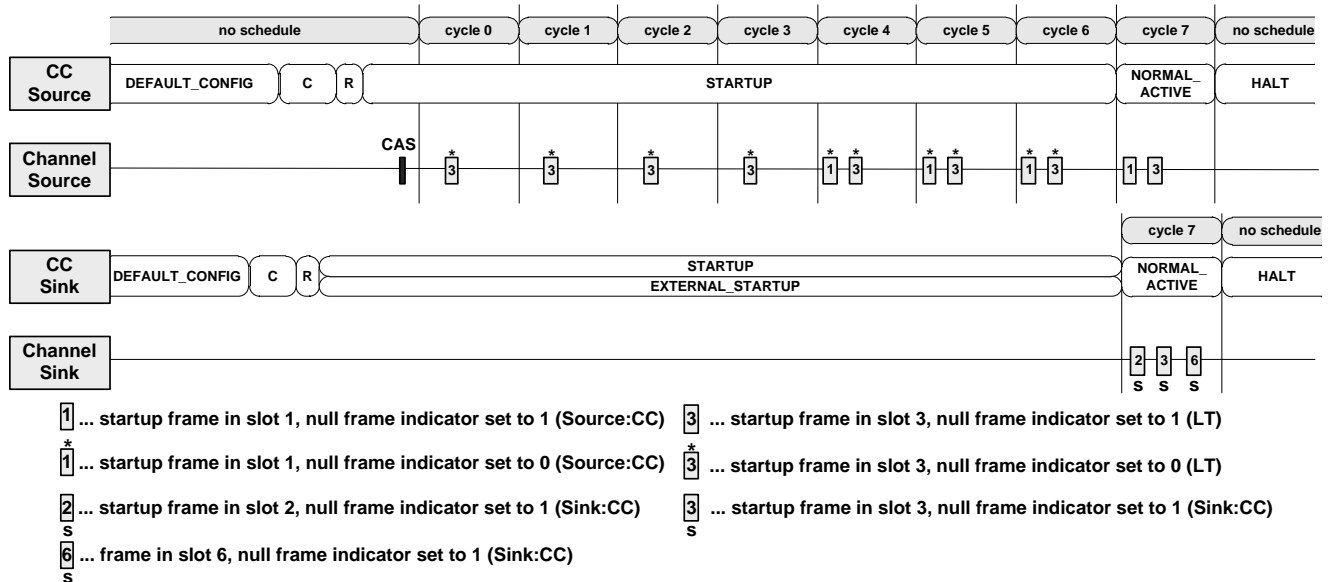 no schedule cycle 0 cycle 1 cycle 2 cycle 3 cycle 4 cycle 5 cycle 6 cycle 7 no schedule
CC
Source
DEFAULT_CONFIG C R STARTUP NORMAL_
ACTIVE HALT
CAS
Channel
Source
* * * * * * * * * *
3 3 3 3 1 3 1 3 1 3 1 3
cycle 7 no schedule
CC
Sink
DEFAULT_CONFIG C R STARTUP
EXTERNAL_STARTUP
NORMAL_
ACTIVE HALT
Channel
Sink
2 3 6
s s s
1 ... startup frame in slot 1, null frame indicator set to 1 (Source:CC) 3 ... startup frame in slot 3, null frame indicator set to 1 (LT)
* *
1 ... startup frame in slot 1, null frame indicator set to 0 (Source:CC) 3 ... startup frame in slot 3, null frame indicator set to 0 (LT)
2 ... startup frame in slot 2, null frame indicator set to 1 (Sink:CC) 3 ... startup frame in slot 3, null frame indicator set to 1 (Sink:CC)
s s
6 ... frame in slot 6, null frame indicator set to 1 (Sink:CC)
s